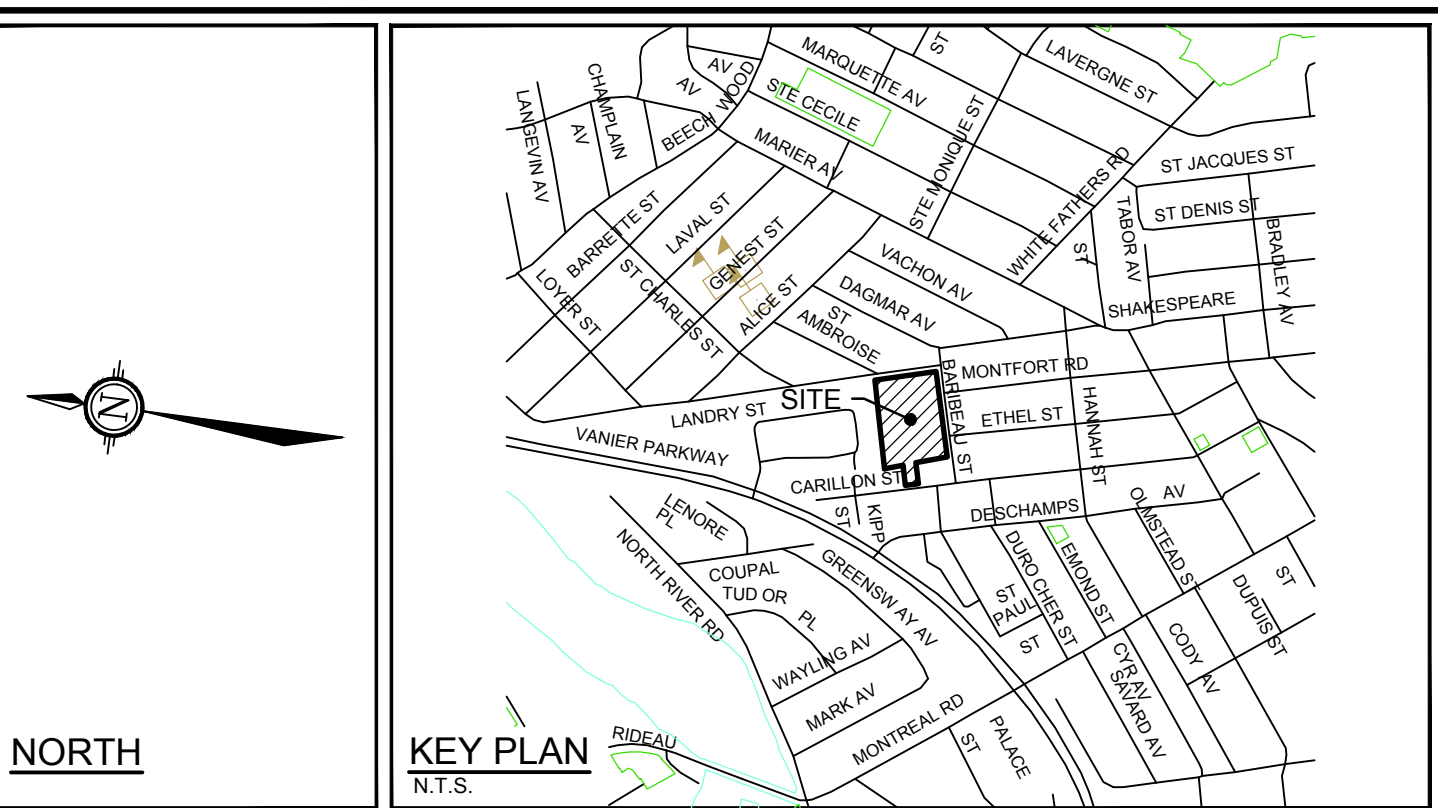 N
NORTH
KEY PLAN
N.T.S.
SITE
LANGEVIN AV
CHAMPLAIN
AV
AV
AV
BEECH WOOD
MARQUETTE AV
ST
LAVERGNE ST
STE CECILE
MARIER AV
STE MONIQUE ST
WHITE FATHERS RD
ST JACQUES ST
ST DENIS ST
TABOR AV
ST
BRADLEY AV
SHAKESPEARE
BARRETTE ST
LAVAL ST
GENEST ST
ALICE ST
ST CHARLES ST
LOYER ST
VACHON AV
DAGMAR AV
ST
AMBROISE
MONTFORT RD
BARIBEAU ST
ETHEL ST
HANNAH ST
LANDRY ST
VANIER PARKWAY
CARILLON ST
KIPP
ST
DESCHAMPS
AV
OLMSTEAD ST
LENORE
PL
NORTH RIVER RD
COUPAL
TUD OR
PL
GREENSW AY AV
WAYLING AV
MARK AV
MONTREAL RD
RIDEAU
ST
PAUL
ST
DURO CHER ST
EMOND ST
CYR AV
SAVARD AV
CODY AV
DUPUIS ST
ST
PALACE
ST